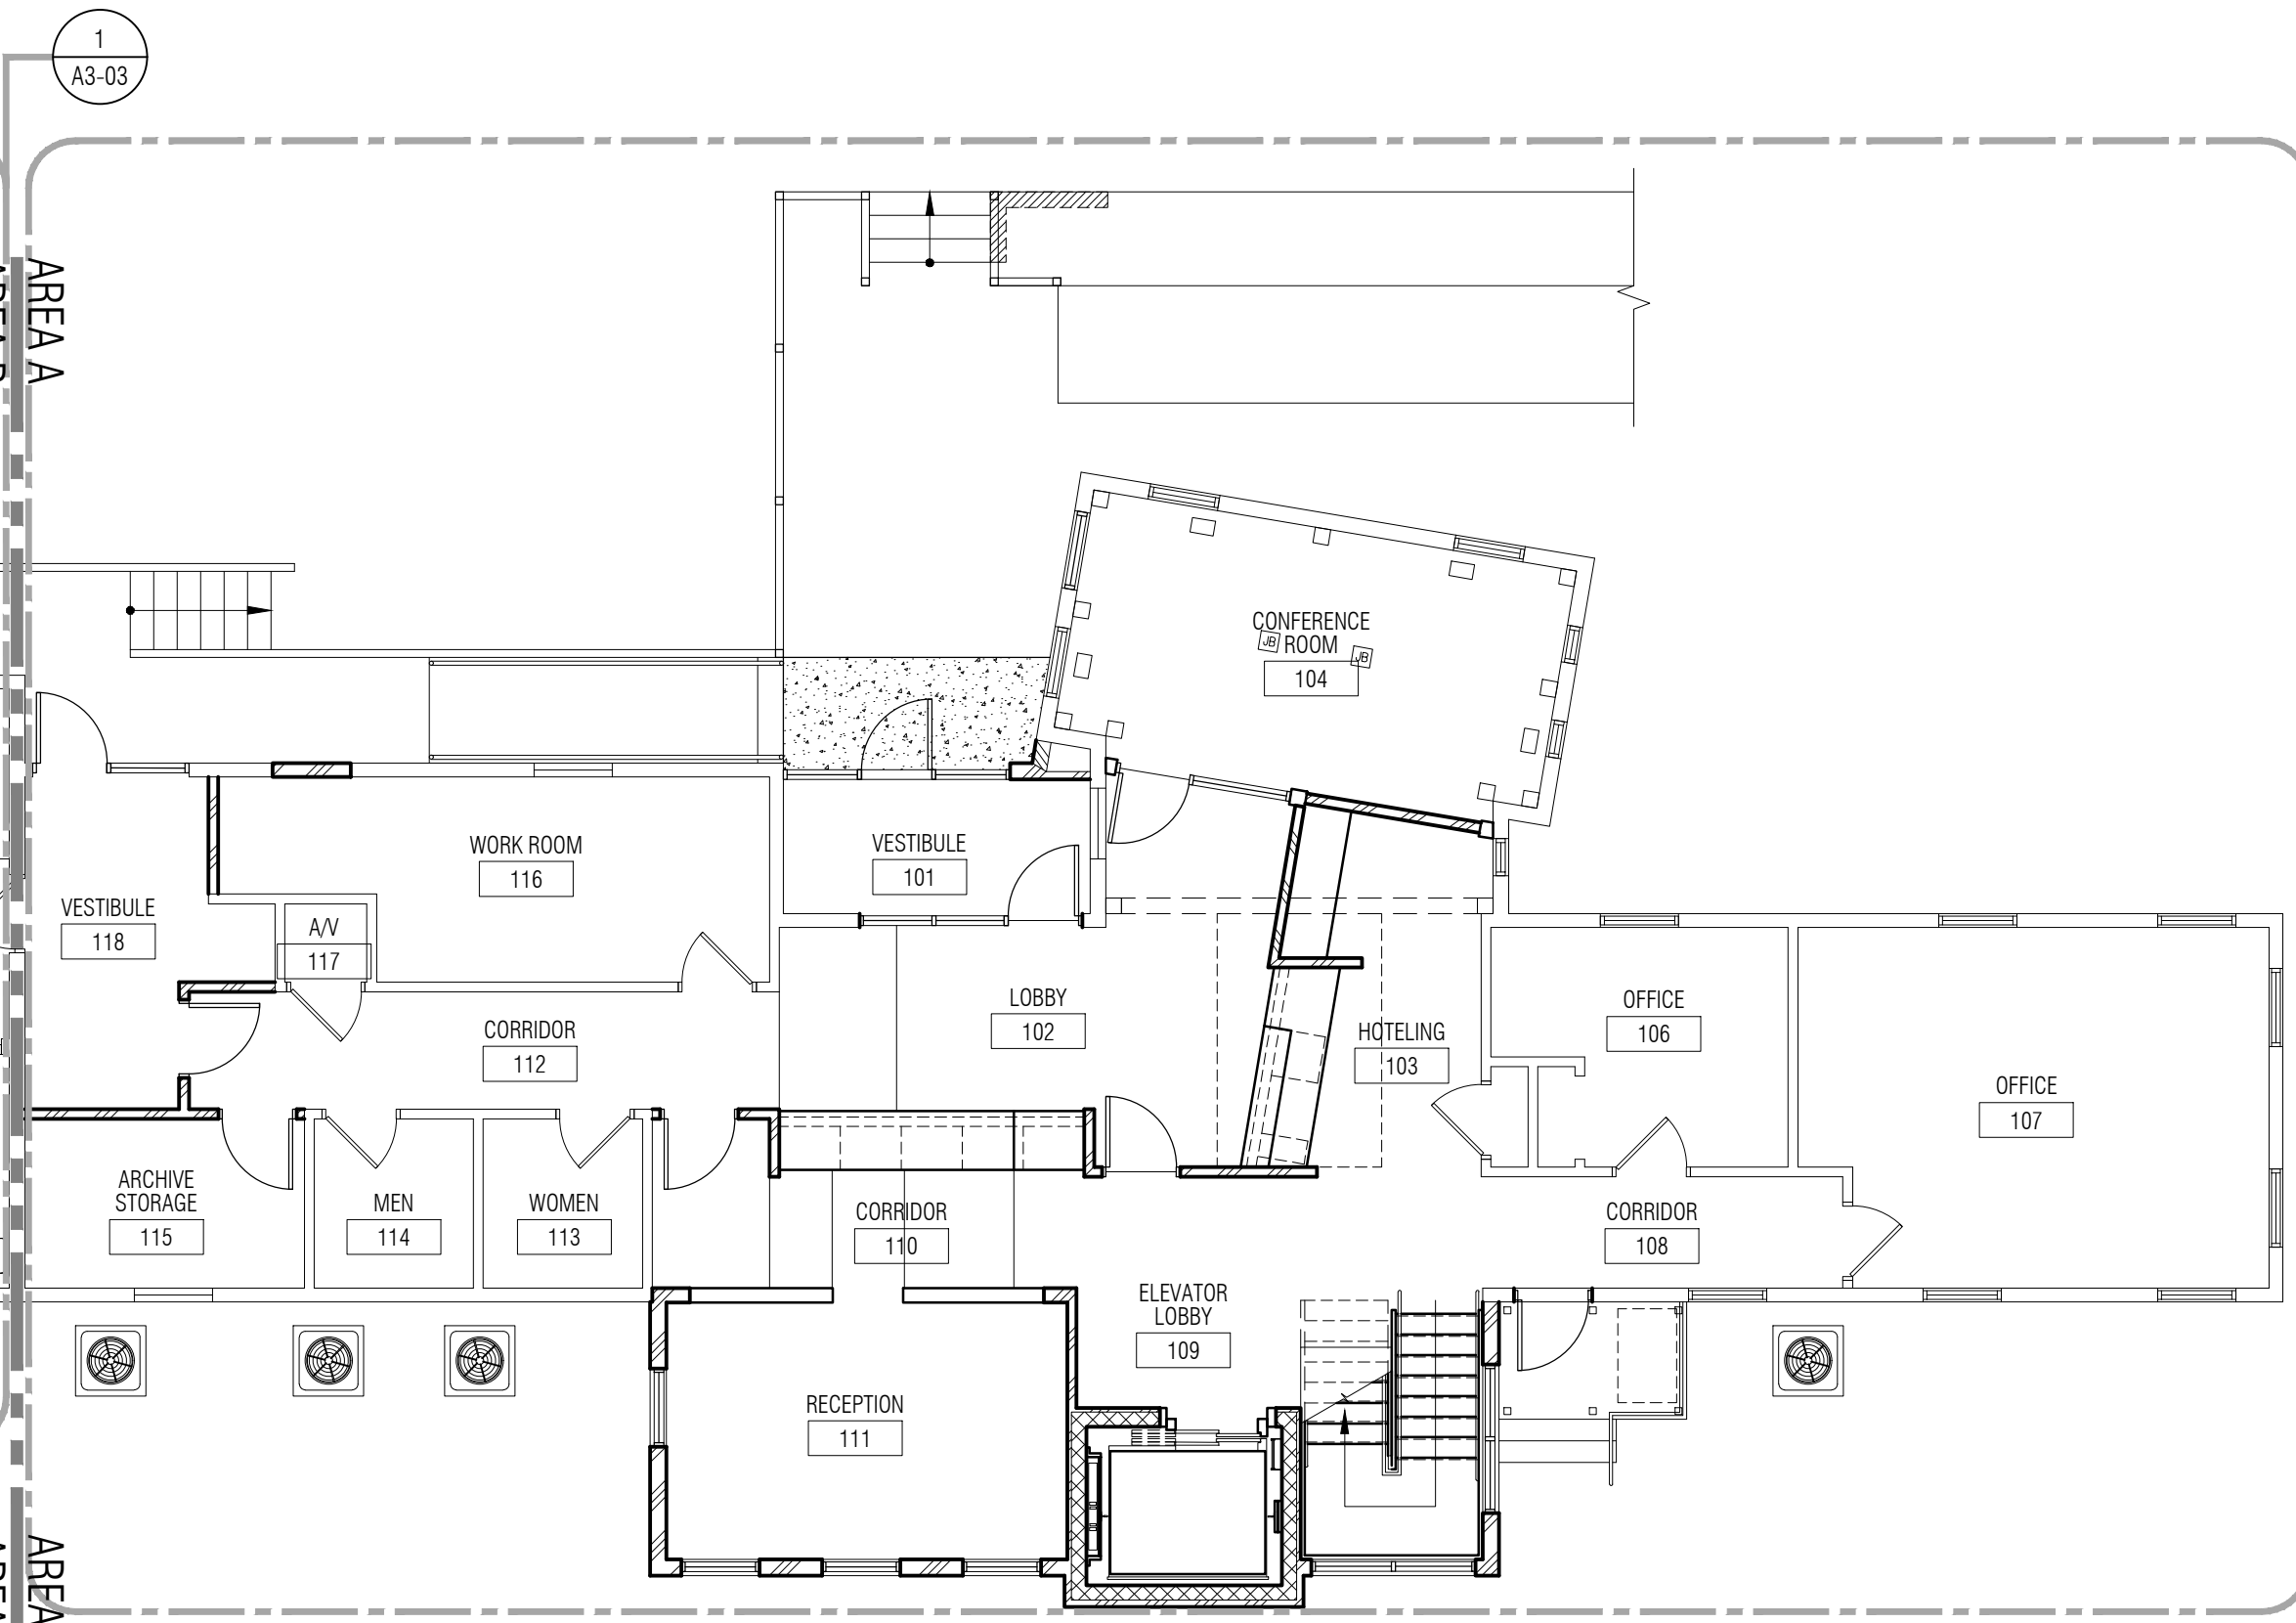 1
A3-03
AREA A
CONFERENCE
ROOM
JB
JB
104
WORK ROOM
116
VESTIBULE
101
VESTIBULE
118
A/V
117
LOBBY
102
OFFICE
106
CORRIDOR
112
HOTELING
103
OFFICE
107
ARCHIVE
STORAGE
115
MEN
114
WOMEN
113
CORRIDOR
110
CORRIDOR
108
ELEVATOR
LOBBY
109
RECEPTION
111
AREA